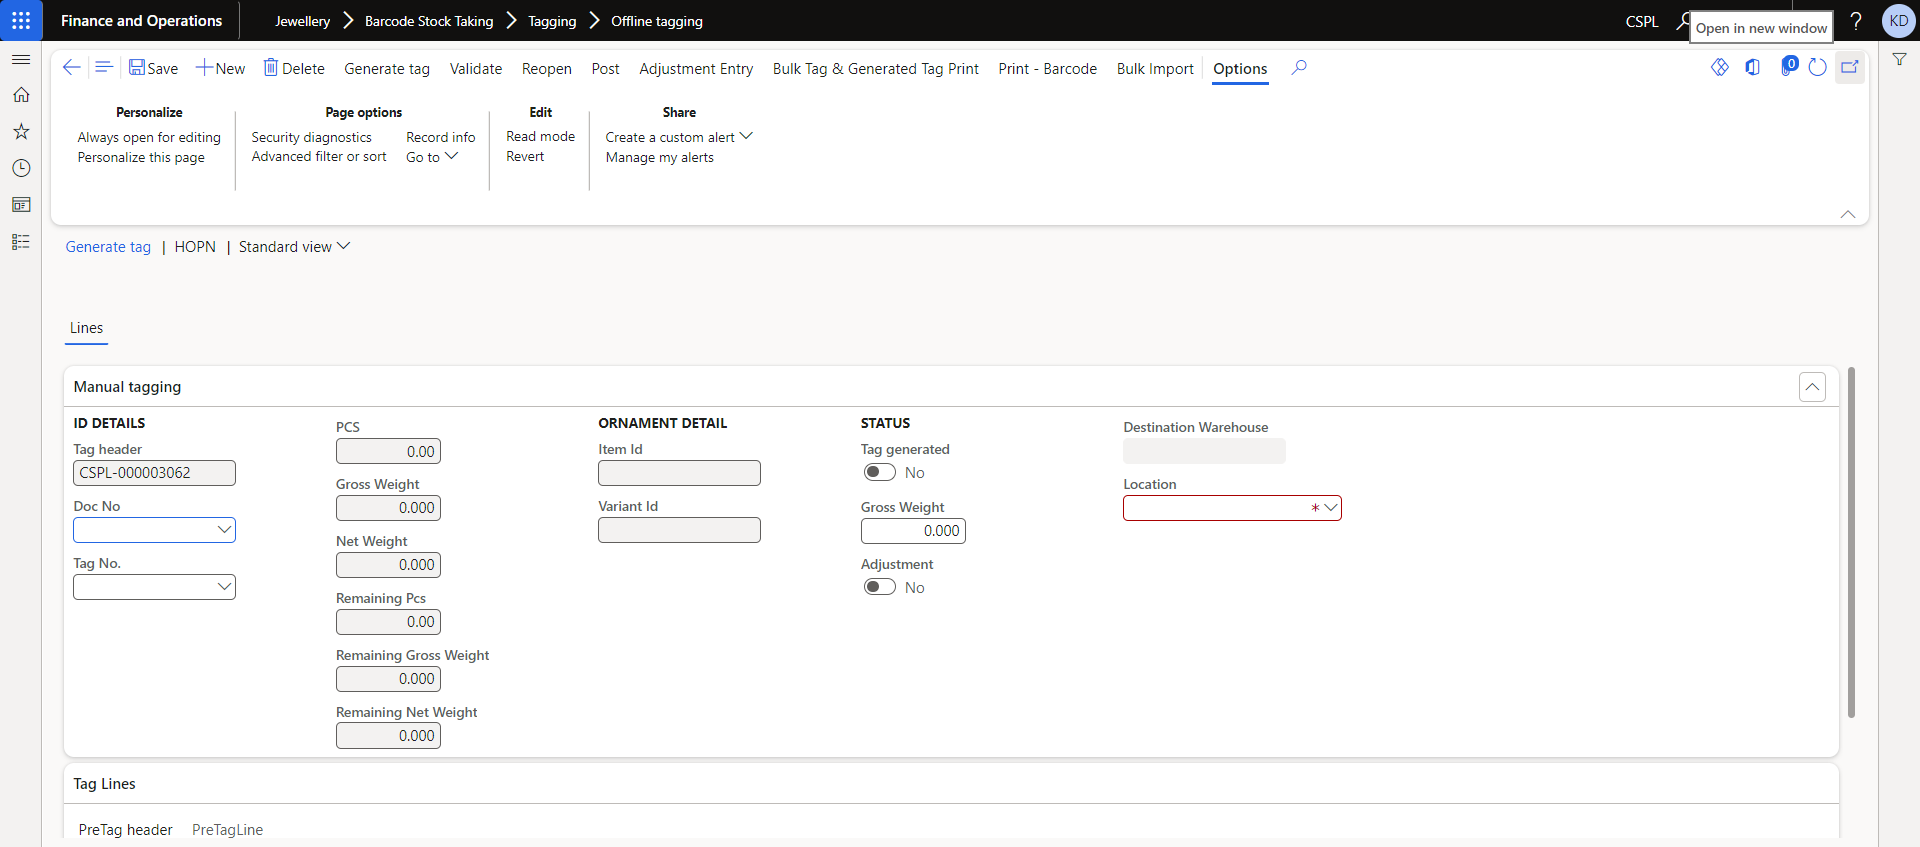 Finance and Operations
Jewellery
Barcode Stock Taking
Tagging
Offline tagging
CSPL
Open in new window
?
KD
Save
New
Delete
Generate tag
Validate
Reopen
Post
Adjustment Entry
Bulk Tag & Generated Tag Print
Print - Barcode
Bulk Import
Options
0
Personalize
Always open for editing
Personalize this page
Page options
Security diagnostics
Advanced filter or sort
Record info
Go to
Edit
Read mode
Revert
Share
Create a custom alert
Manage my alerts
Generate tag | HOPN | Standard view
Lines
Manual tagging
ID DETAILS
Tag header
CSPL-000003062
Doc No
Tag No.
PCS
0.00
Gross Weight
0.000
Net Weight
0.000
Remaining Pcs
0.00
Remaining Gross Weight
0.000
Remaining Net Weight
0.000
ORNAMENT DETAIL
Item Id
Variant Id
STATUS
Tag generated
No
Gross Weight
0.000
Adjustment
No
Destination Warehouse
Location
*
Tag Lines
PreTag header
PreTagLine